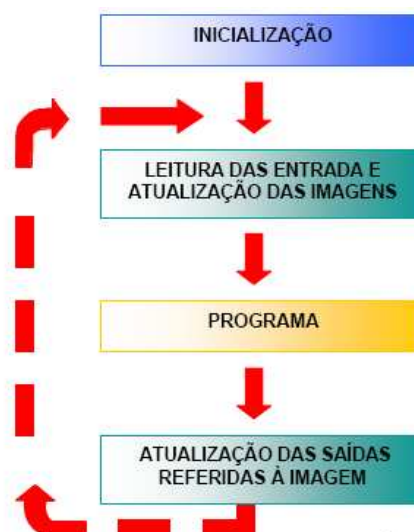 INICIALIZAÇÃO
LEITURA DAS ENTRADA E
ATUALIZAÇÃO DAS IMAGENS
PROGRAMA
ATUALIZAÇÃO DAS SAÍDAS
REFERIDAS À IMAGEM